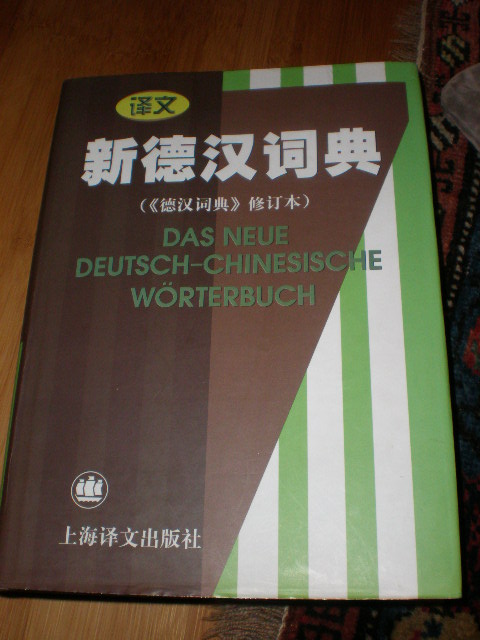 译文
新德汉词典
(《德汉词典》修订本)
DAS NEUE
DEUTSCH-CHINESISCHE
WÖRTERBUCH
上海译文出版社